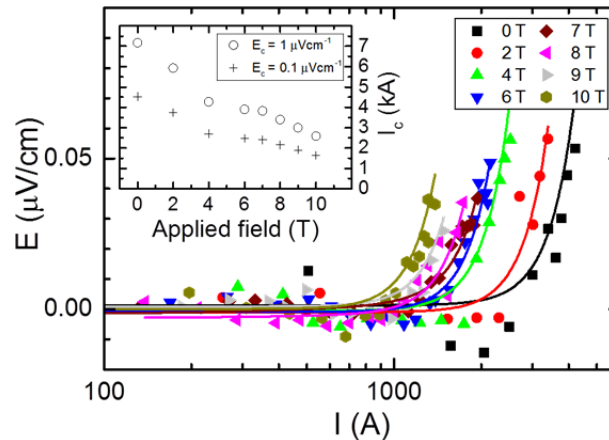 E_c = 1 μVcm⁻¹
E_c = 0.1 μVcm⁻¹
7
6
5
4
3
2
1
0
I_c (kA)
0 2 4 6 8 10 12
Applied field (T)
0 T 7 T
2 T 8 T
4 T 9 T
6 T 10 T
E (μV/cm)
0.05
0.00
100 1000
I (A)